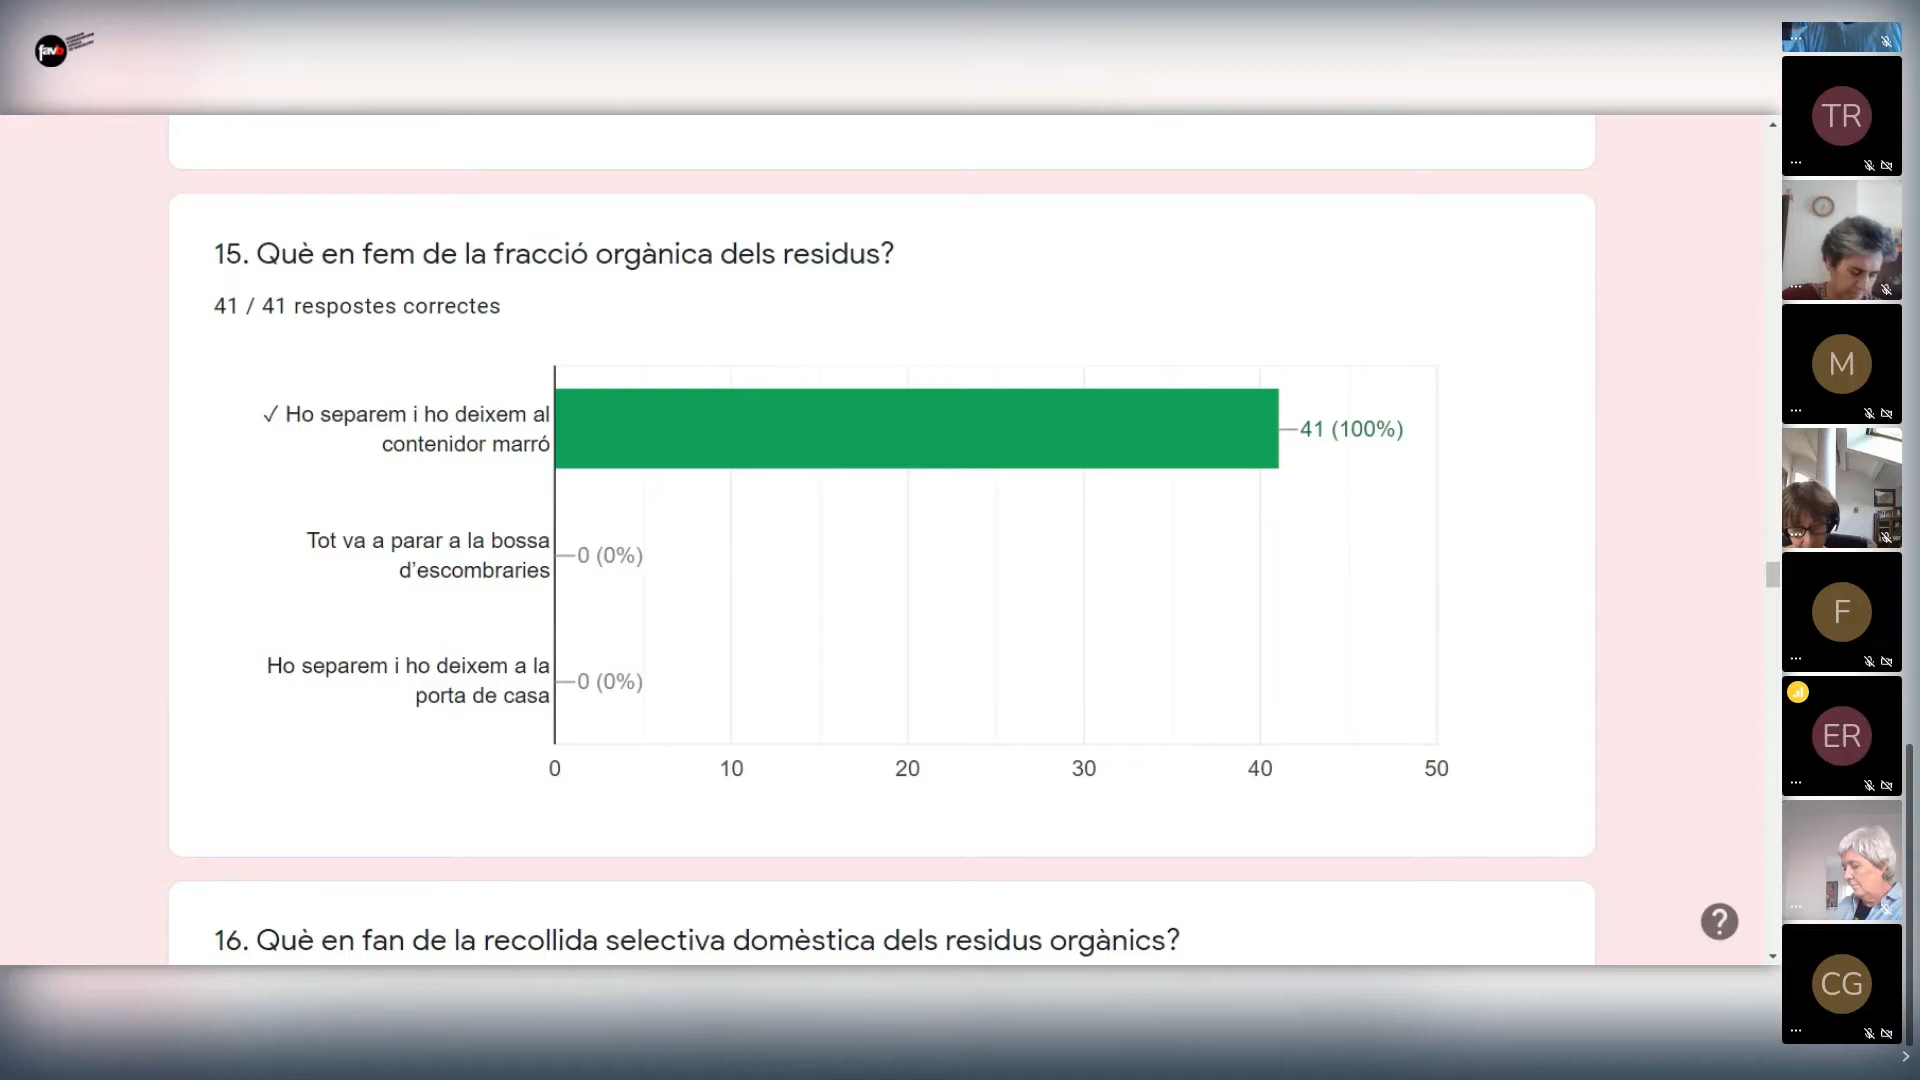 favb
15. Què en fem de la fracció orgànica dels residus?
41 / 41 respostes correctes
✓ Ho separem i ho deixem al
contenidor marró
41 (100%)
Tot va a parar a la bossa
d’escombraries
0 (0%)
Ho separem i ho deixem a la
porta de casa
0 (0%)
0 10 20 30 40 50
16. Què en fan de la recollida selectiva domèstica dels residus orgànics?
?
TR
M
F
ER
CG